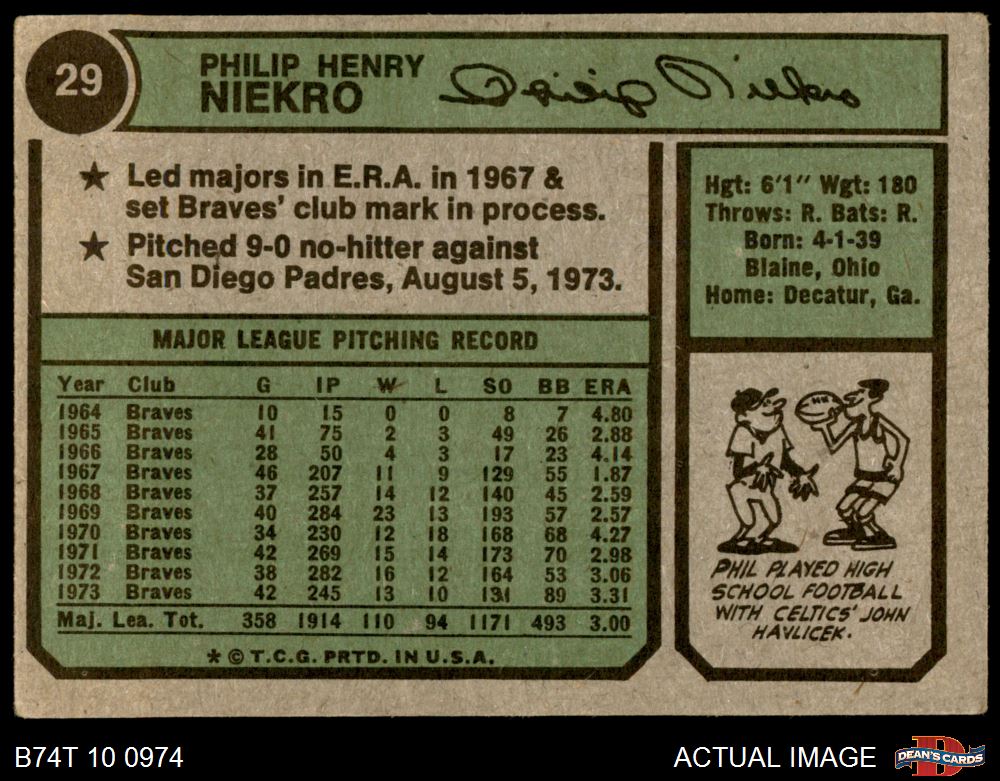 29
PHILIP HENRY
NIEKRO
Philip Niekro
★ Led majors in E.R.A. in 1967 &
set Braves' club mark in process.
★ Pitched 9-0 no-hitter against
San Diego Padres, August 5, 1973.
Hgt: 6'1" Wgt: 180
Throws: R. Bats: R.
Born: 4-1-39
Blaine, Ohio
Home: Decatur, Ga.
MAJOR LEAGUE PITCHING RECORD
Year Club G IP W L SO BB ERA
1964 Braves 10 15 0 0 8 7 4.80
1965 Braves 41 75 2 3 49 26 2.88
1966 Braves 28 50 4 3 17 23 4.14
1967 Braves 46 207 11 9 129 55 1.87
1968 Braves 37 257 14 12 140 45 2.59
1969 Braves 40 284 23 13 193 57 2.57
1970 Braves 34 230 12 18 168 68 4.27
1971 Braves 42 269 15 14 173 70 2.98
1972 Braves 38 282 16 12 164 53 3.06
1973 Braves 42 245 13 10 131 89 3.31
Maj. Lea. Tot. 358 1914 110 94 1171 493 3.00
* © T.C.G. PRTD. IN U.S.A.
PHIL PLAYED HIGH
SCHOOL FOOTBALL
WITH CELTICS' JOHN
HAVLICEK.
B74T 10 0974
ACTUAL IMAGE
D
DEAN'S CARDS